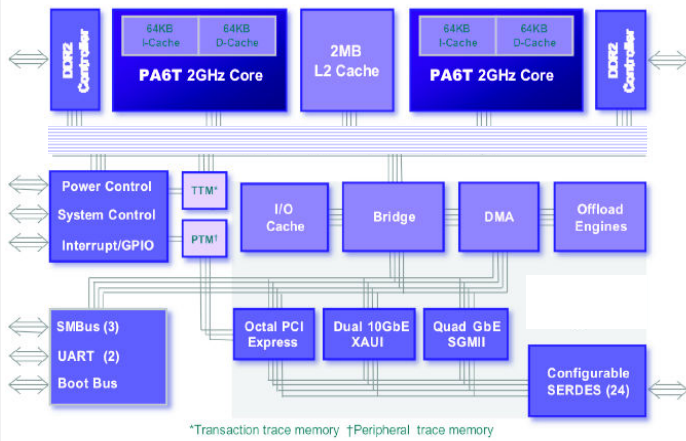 DDR2
Controller
64KB
I-Cache
64KB
D-Cache
PA6T 2GHz Core
2MB
L2 Cache
64KB
I-Cache
64KB
D-Cache
PA6T 2GHz Core
DDR2
Controller
Power Control
System Control
Interrupt/GPIO
TTM*
PTM†
I/O
Cache
Bridge
DMA
Offload
Engines
SMBus (3)
UART (2)
Boot Bus
Octal PCI
Express
Dual 10GbE
XAUI
Quad GbE
SGMII
Configurable
SERDES (24)
*Transaction trace memory †Peripheral trace memory